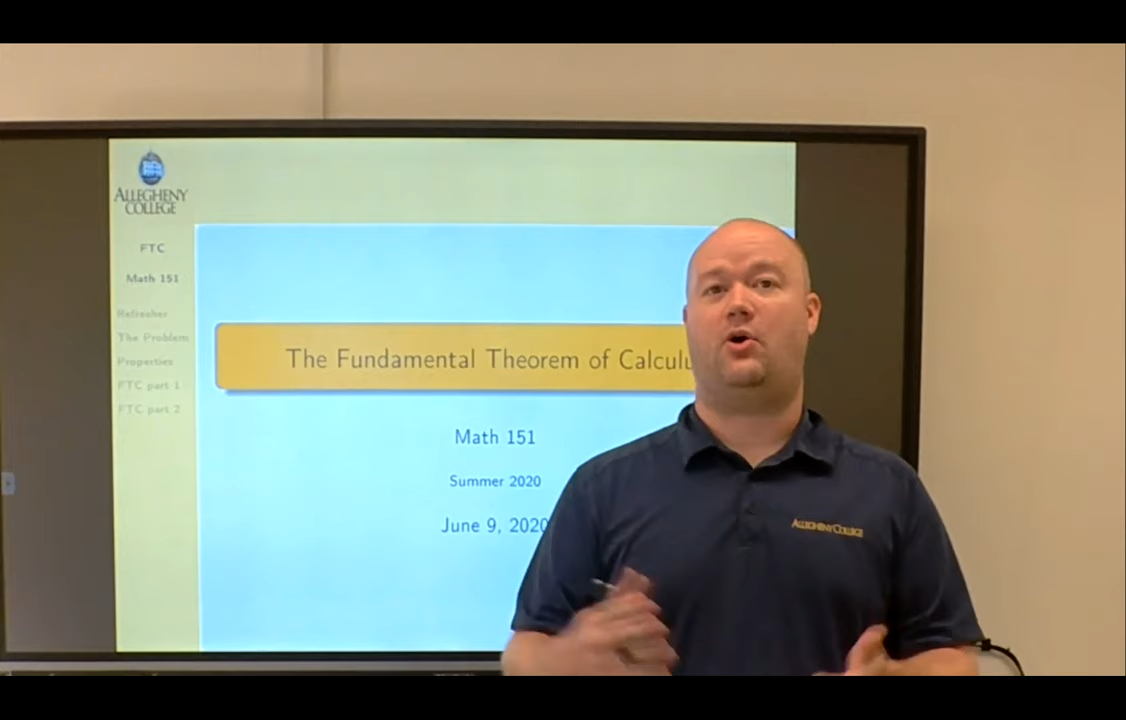 ALLEGHENY
COLLEGE
FTC
Math 151
Refresher
The Problem
Properties
FTC part 1
FTC part 2
The Fundamental Theorem of Calculu
Math 151
Summer 2020
June 9, 2020
ALLEGHENY COLLEGE